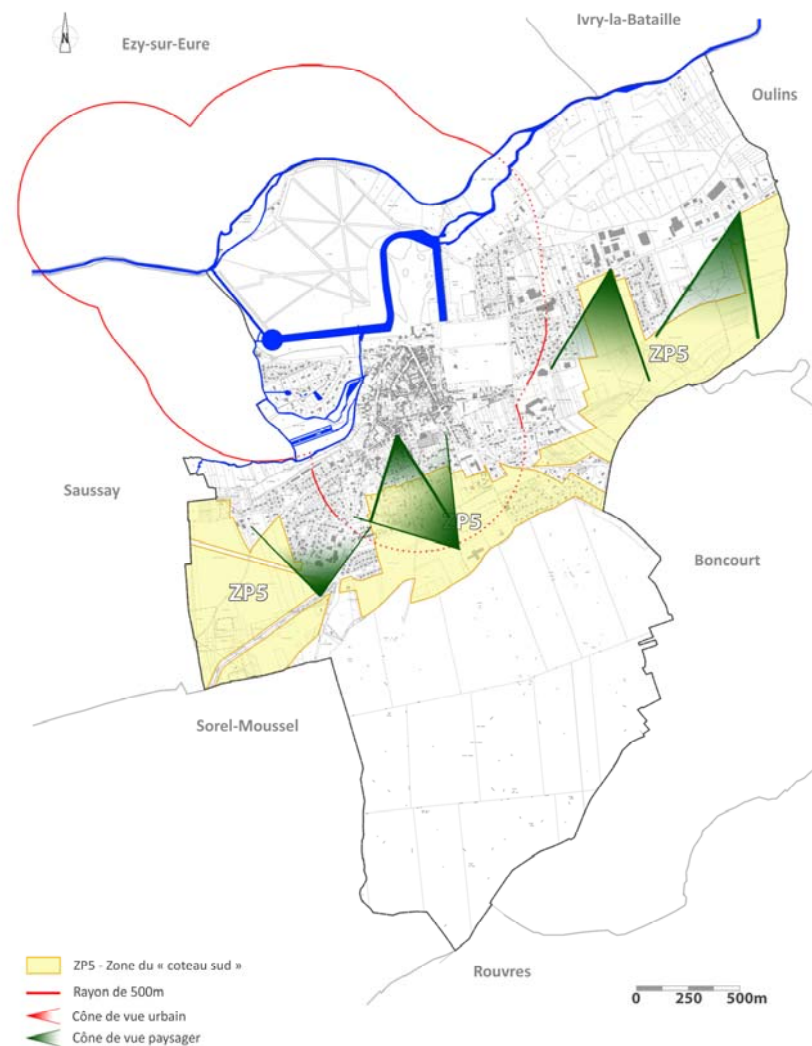 Ivry-la-Bataille
N
Ezy-sur-Eure
Oulins
ZP5
Saussay
ZP5
Boncourt
ZP5
Sorel-Moussel
ZP5 - Zone du « coteau sud »
Rouvres
Rayon de 500m
Cône de vue urbain
0 250 500m
Cône de vue paysager